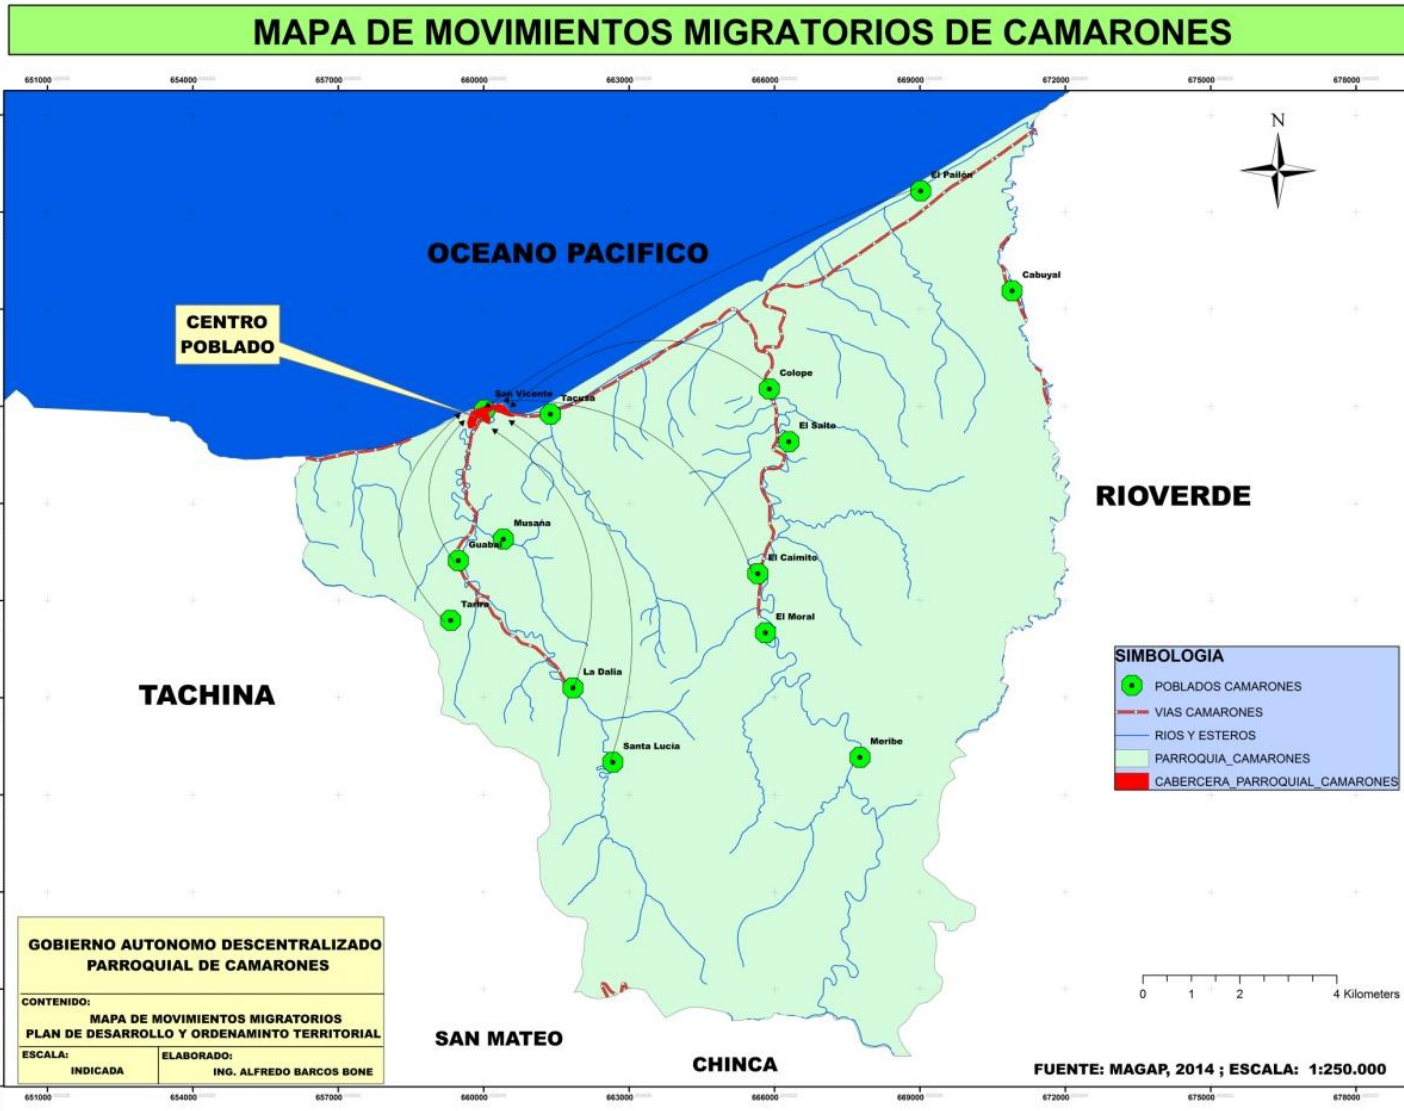 MAPA DE MOVIMIENTOS MIGRATORIOS DE CAMARONES
651000 654000 657000 660000 663000 666000 669000 672000 675000 678000
N
El Pailón
OCEANO PACIFICO
Cabuyal
CENTRO
POBLADO
Colope
San Vicente
Tacusa
El Salto
RIOVERDE
Musaña
Guabal
El Caimito
Tarira
El Moral
SIMBOLOGIA
POBLADOS CAMARONES
VIAS CAMARONES
RIOS Y ESTEROS
PARROQUIA_CAMARONES
CABERCERA_PARROQUIAL_CAMARONES
TACHINA
La Dalia
Santa Lucía
Meribe
GOBIERNO AUTONOMO DESCENTRALIZADO
PARROQUIAL DE CAMARONES
CONTENIDO:
MAPA DE MOVIMIENTOS MIGRATORIOS
PLAN DE DESARROLLO Y ORDENAMINTO TERRITORIAL
ESCALA:
INDICADA
ELABORADO:
ING. ALFREDO BARCOS BONE
0 1 2 4 Kilometers
SAN MATEO
CHINCA
FUENTE: MAGAP, 2014 ; ESCALA: 1:250.000
651000 654000 657000 660000 663000 666000 669000 672000 675000 678000